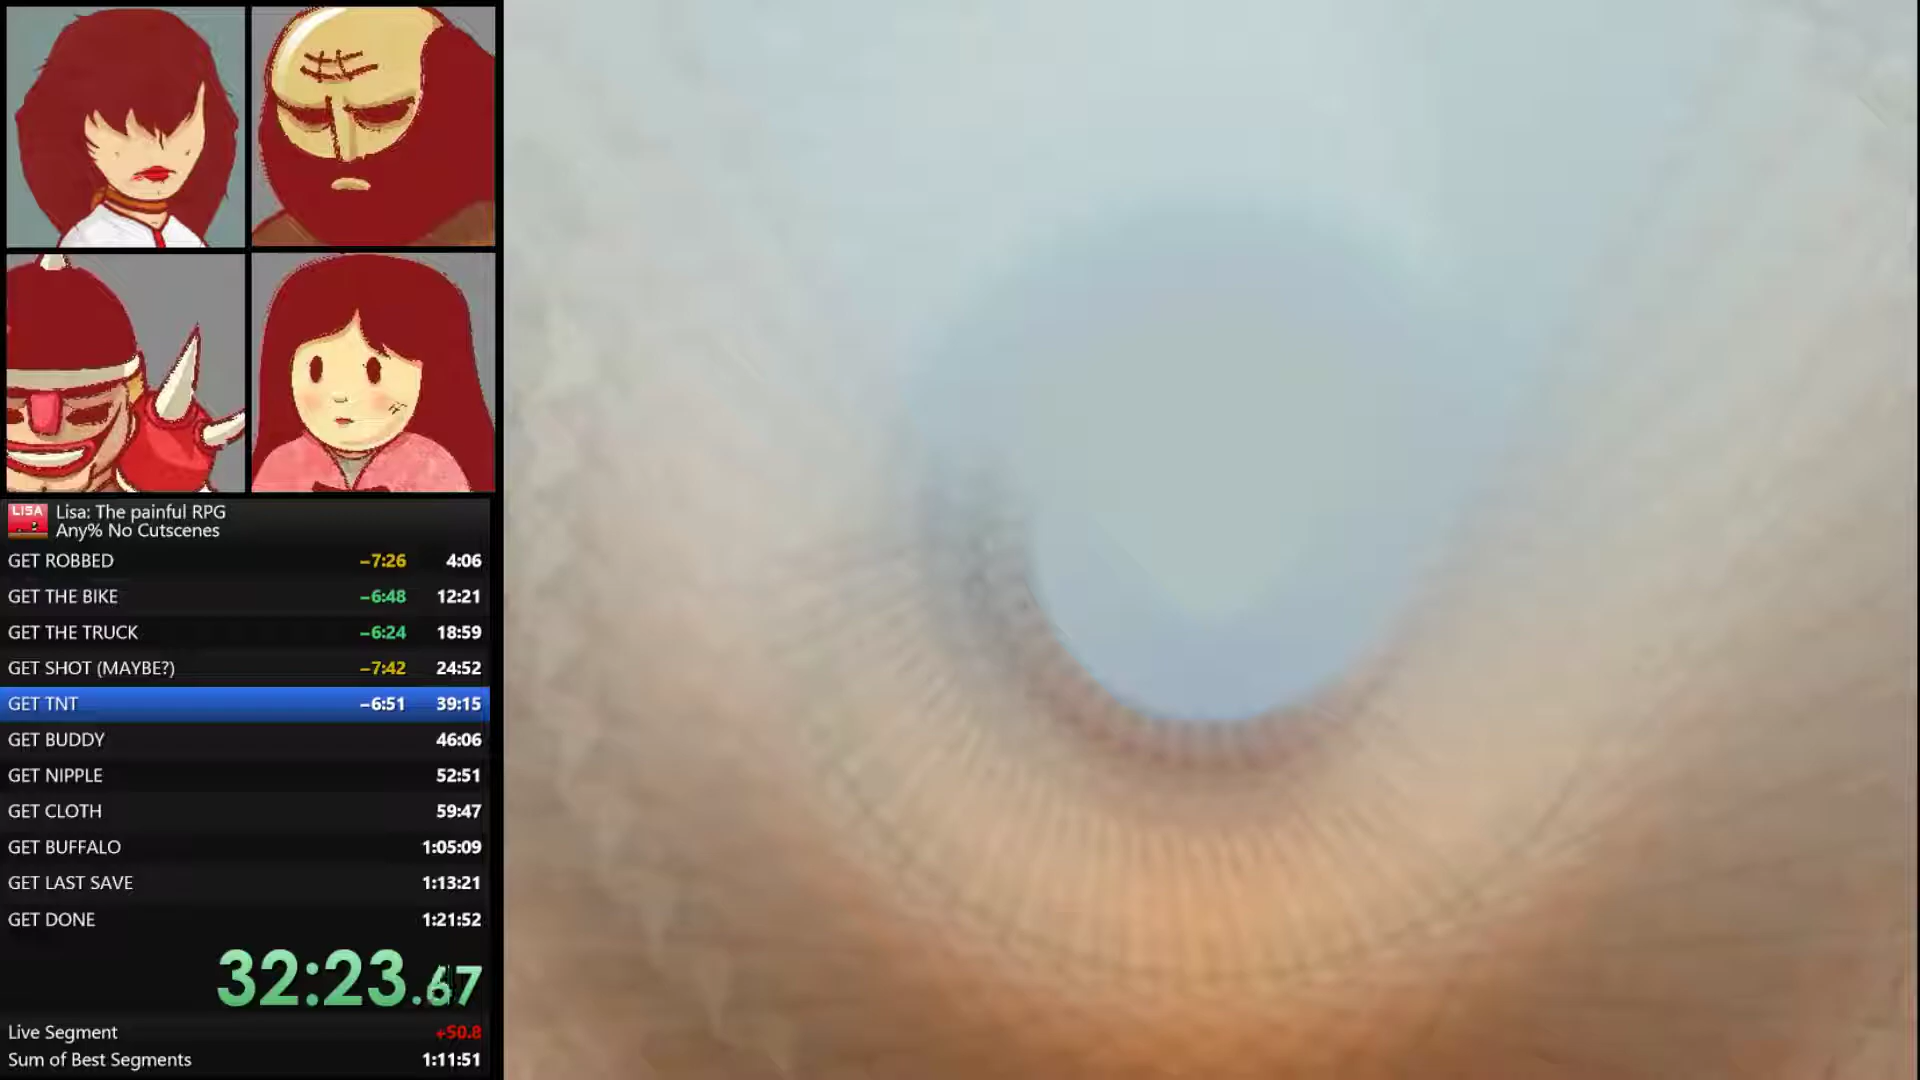 LISA
Lisa: The painful RPG
Any% No Cutscenes
GET ROBBED −7:26 4:06
GET THE BIKE −6:48 12:21
GET THE TRUCK −6:24 18:59
GET SHOT (MAYBE?) −7:42 24:52
GET TNT −6:51 39:15
GET BUDDY 46:06
GET NIPPLE 52:51
GET CLOTH 59:47
GET BUFFALO 1:05:09
GET LAST SAVE 1:13:21
GET DONE 1:21:52
32:23.67
Live Segment +50.8
Sum of Best Segments 1:11:51